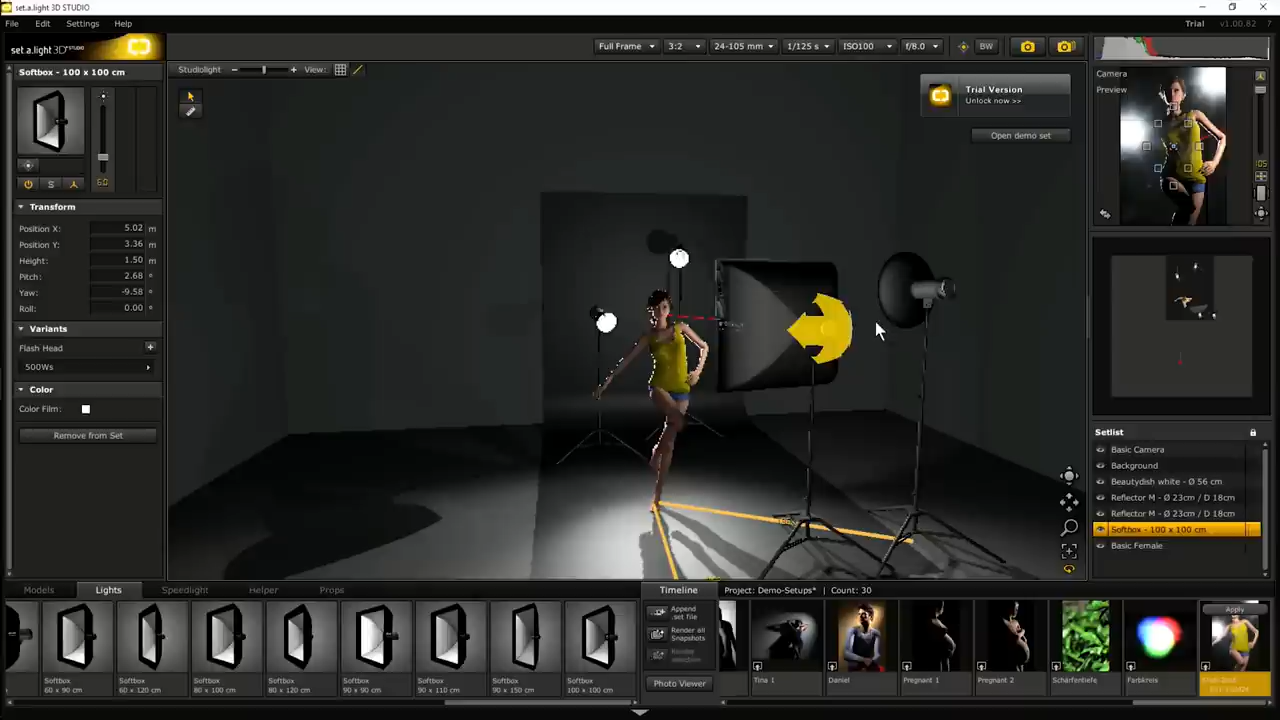 set.a.light 3D STUDIO
File Edit Settings Help
Trial v1.00.82
set.a.light 3D STUDIO
Full Frame 3:2 24-105 mm 1/125 s ISO100 f/8.0 BW
Softbox - 100 x 100 cm
Studiolight View:
Camera
Preview
Trial Version
Unlock now >>
Open demo set
S 6.0
105
Transform
Position X: 5.02 m
Position Y: 3.36 m
Height: 1.50 m
Pitch: 2.68 °
Yaw: -9.58 °
Roll: 0.00 °
Variants
Flash Head +
500Ws
Color
Color Film:
Remove from Set
Setlist
Basic Camera
Background
Beautydish white - Ø 56 cm
Reflector M - Ø 23cm / D 18cm
Reflector M - Ø 23cm / D 18cm
Softbox - 100 x 100 cm
Basic Female
Models Lights Speedlight Helper Props
Timeline Project: Demo-Setups* Count: 30
Append .set file
Render all Snapshots
Photo Viewer
Apply
Softbox 60 x 90 cm
Softbox 60 x 120 cm
Softbox 80 x 100 cm
Softbox 80 x 120 cm
Softbox 90 x 90 cm
Softbox 90 x 110 cm
Softbox 90 x 150 cm
Softbox 100 x 100 cm
Tina 1
Daniel
Pregnant 1
Pregnant 2
Schärfentiefe
Farbkreis